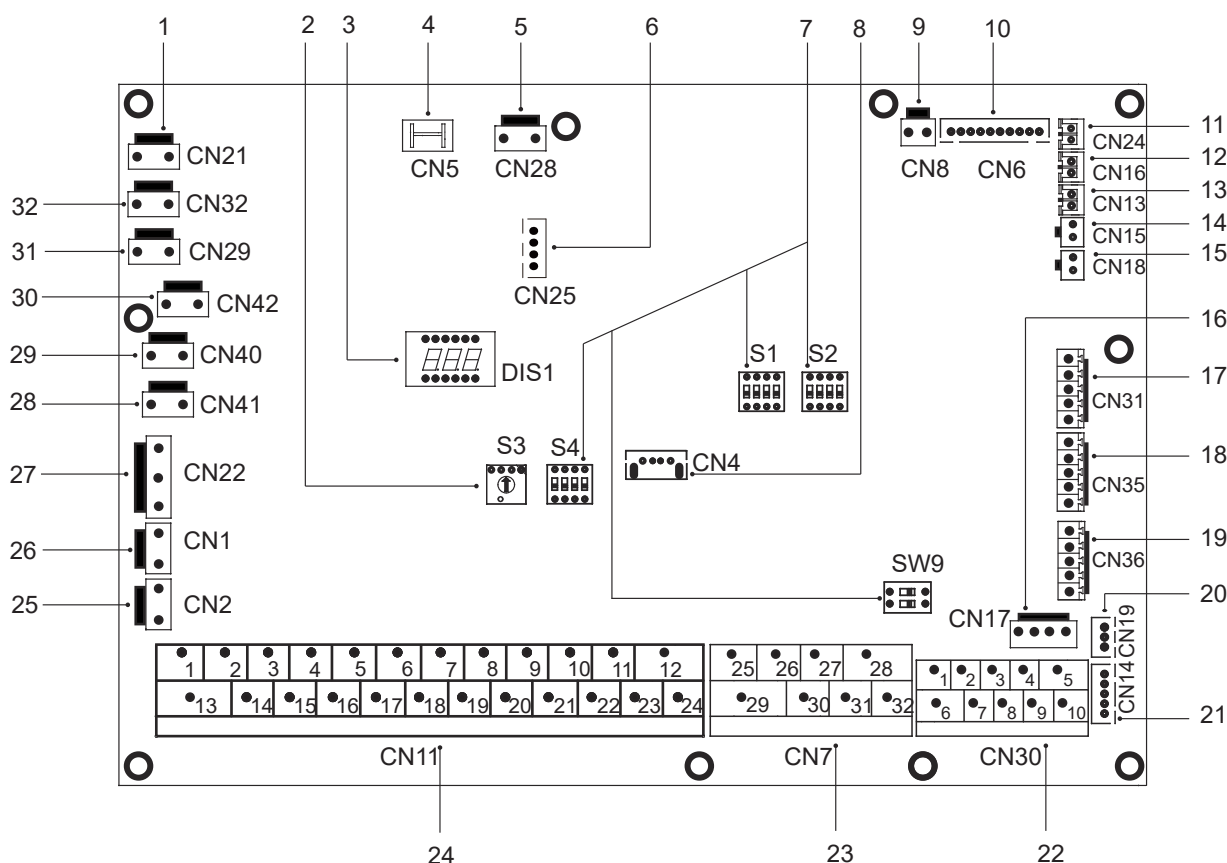 1 2 3 4 5 6 7 8 9 10
CN21
CN5
CN28
CN8
CN6
CN24 11
CN16 12
CN13 13
CN15 14
CN18 15
32 CN32
31 CN29
30 CN42
CN25
16
29 CN40
DIS1
S1 S2
28 CN41
CN31 17
27 CN22
S3 S4
CN4
CN35 18
26 CN1
CN36 19
25 CN2
SW9
CN17
CN19 20
CN14 21
1 2 3 4 5 6 7 8 9 10 11 12
13 14 15 16 17 18 19 20 21 22 23 24
25 26 27 28
29 30 31 32
1 2 3 4 5
6 7 8 9 10
CN11 CN7 CN30
24 23 22